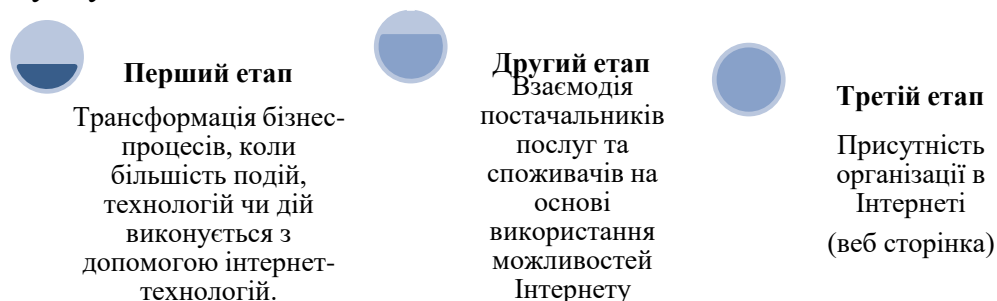 Перший етап
Трансформація бізнес-
процесів, коли
більшість подій,
технологій чи дій
виконується з
допомогою інтернет-
технологій.
Другий етап
Взаємодія
постачальників
послуг та
споживачів на
основі
використання
можливостей
Інтернету
Третій етап
Присутність
організації в
Інтернеті
(веб сторінка)